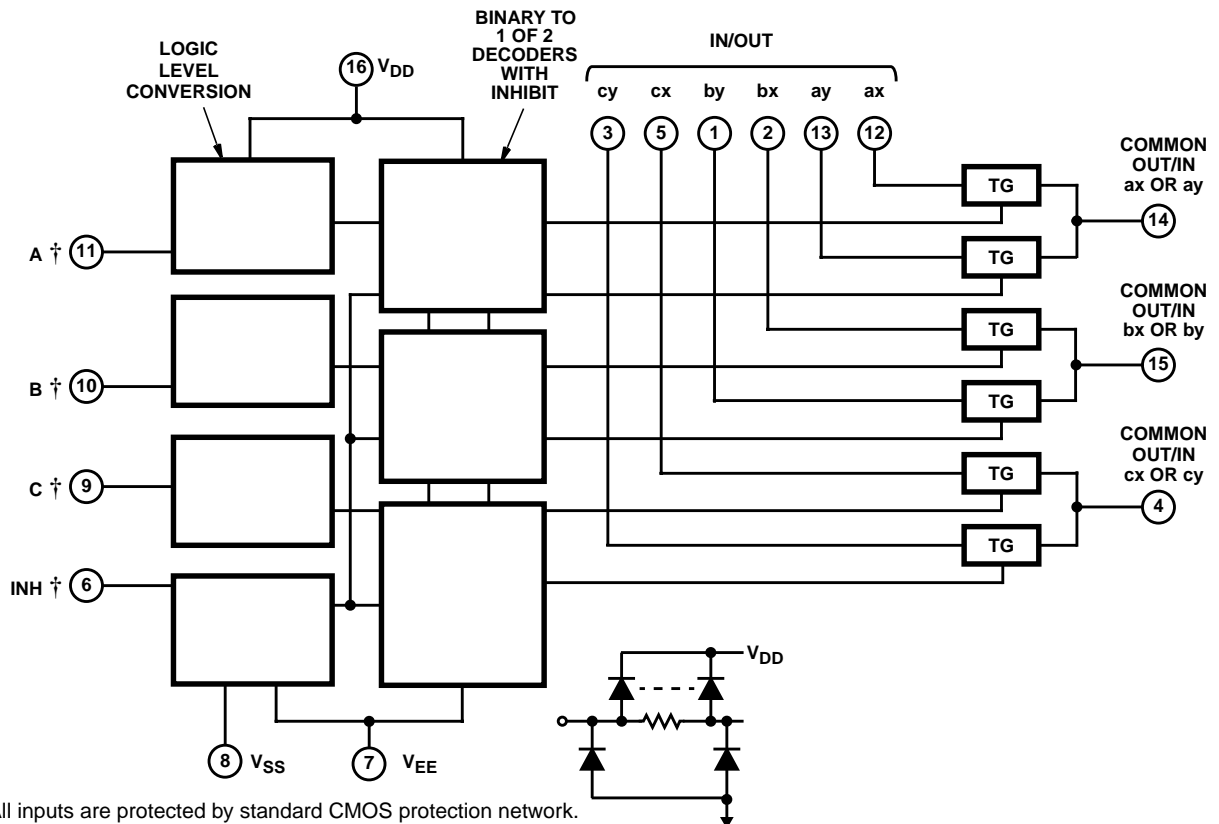 LOGIC
LEVEL
CONVERSION
16 VDD
BINARY TO
1 OF 2
DECODERS
WITH
INHIBIT
IN/OUT
cy cx by bx ay ax
3 5 1 2 13 12
COMMON
OUT/IN
ax OR ay
14
TG
TG
A † 11
COMMON
OUT/IN
bx OR by
15
TG
TG
B † 10
COMMON
OUT/IN
cx OR cy
4
TG
TG
C † 9
INH † 6
VDD
8 VSS
7 VEE
All inputs are protected by standard CMOS protection network.